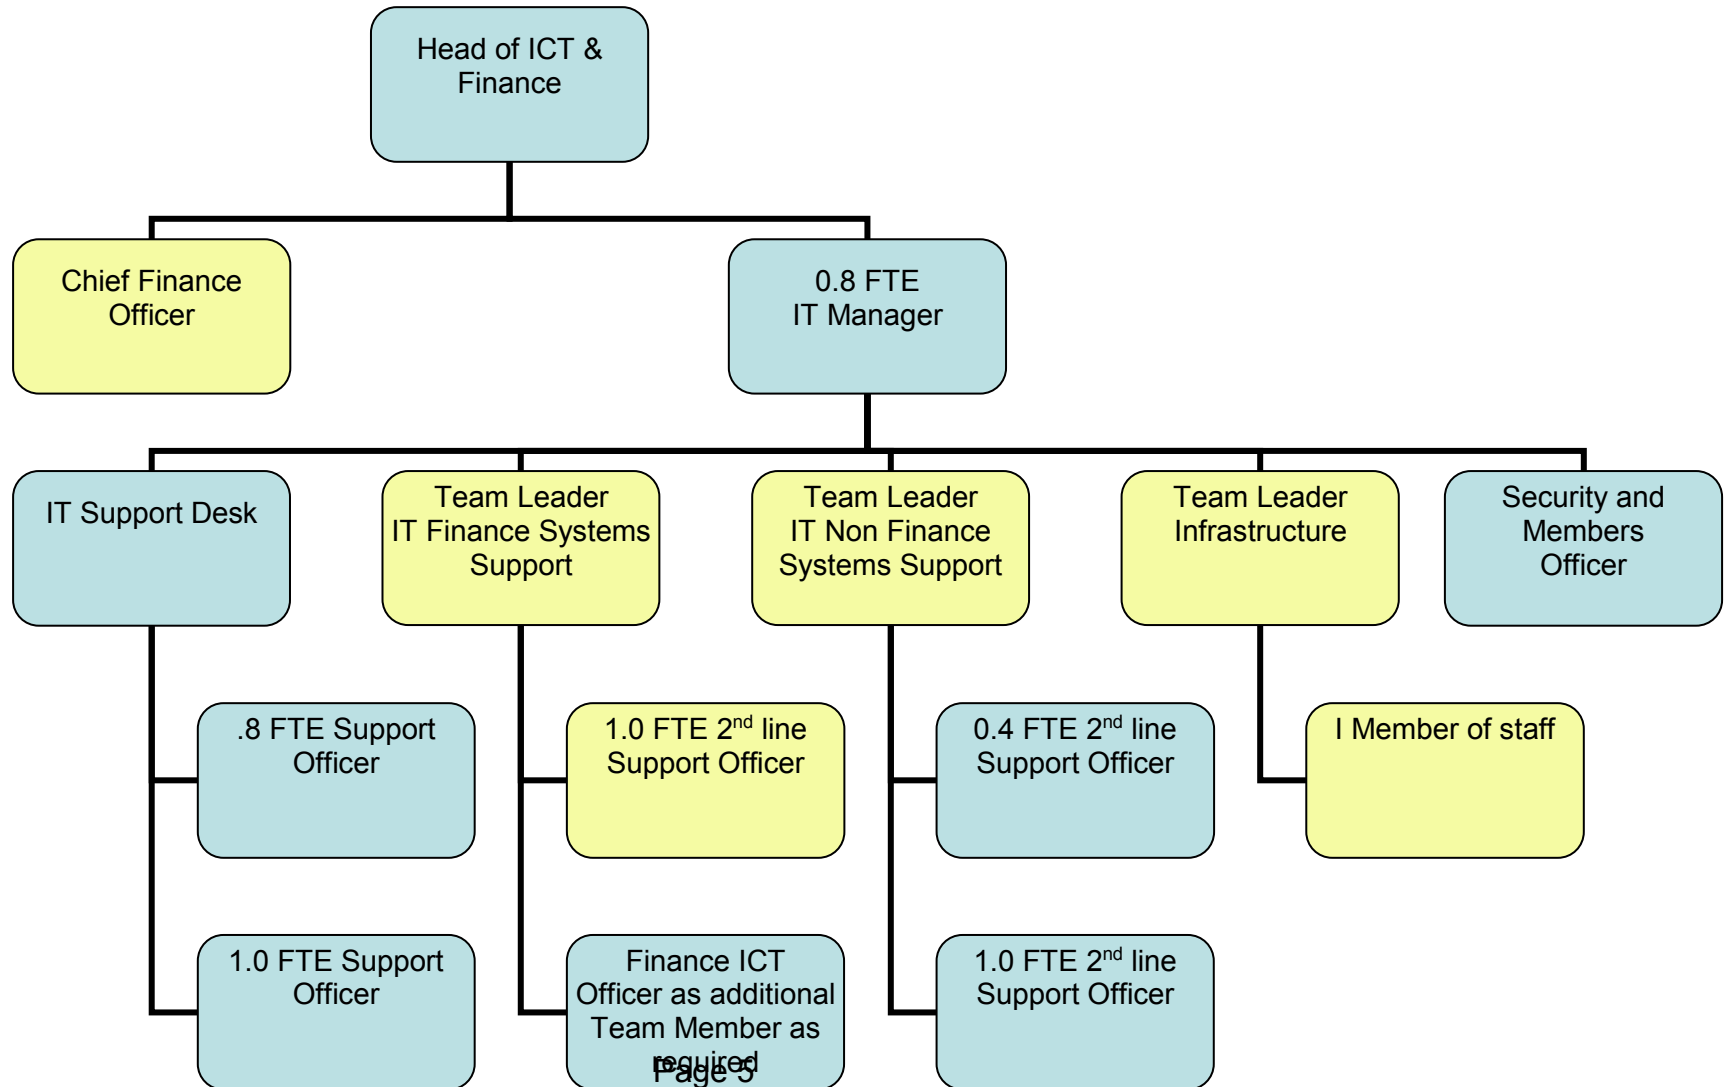 Head of ICT &
Finance
Chief Finance
Officer
0.8 FTE
IT Manager
IT Support Desk
Team Leader
IT Finance Systems
Support
Team Leader
IT Non Finance
Systems Support
Team Leader
Infrastructure
Security and
Members
Officer
.8 FTE Support
Officer
1.0 FTE 2nd line
Support Officer
0.4 FTE 2nd line
Support Officer
I Member of staff
1.0 FTE Support
Officer
Finance ICT
Officer as additional
Team Member as
required
1.0 FTE 2nd line
Support Officer
Page 5